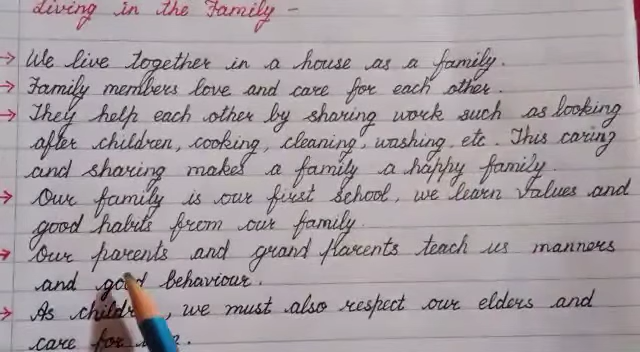 Living in the Family -
→ We live together in a house as a family.
→ Family members love and care for each other.
→ They help each other by sharing work such as looking
after children, cooking, cleaning, washing, etc. This caring
and sharing makes a family a happy family.
→ Our family is our first school, we learn values and
good habits from our family.
→ Our parents and grand parents teach us manners
and good behaviour.
→ As children, we must also respect our elders and
care for